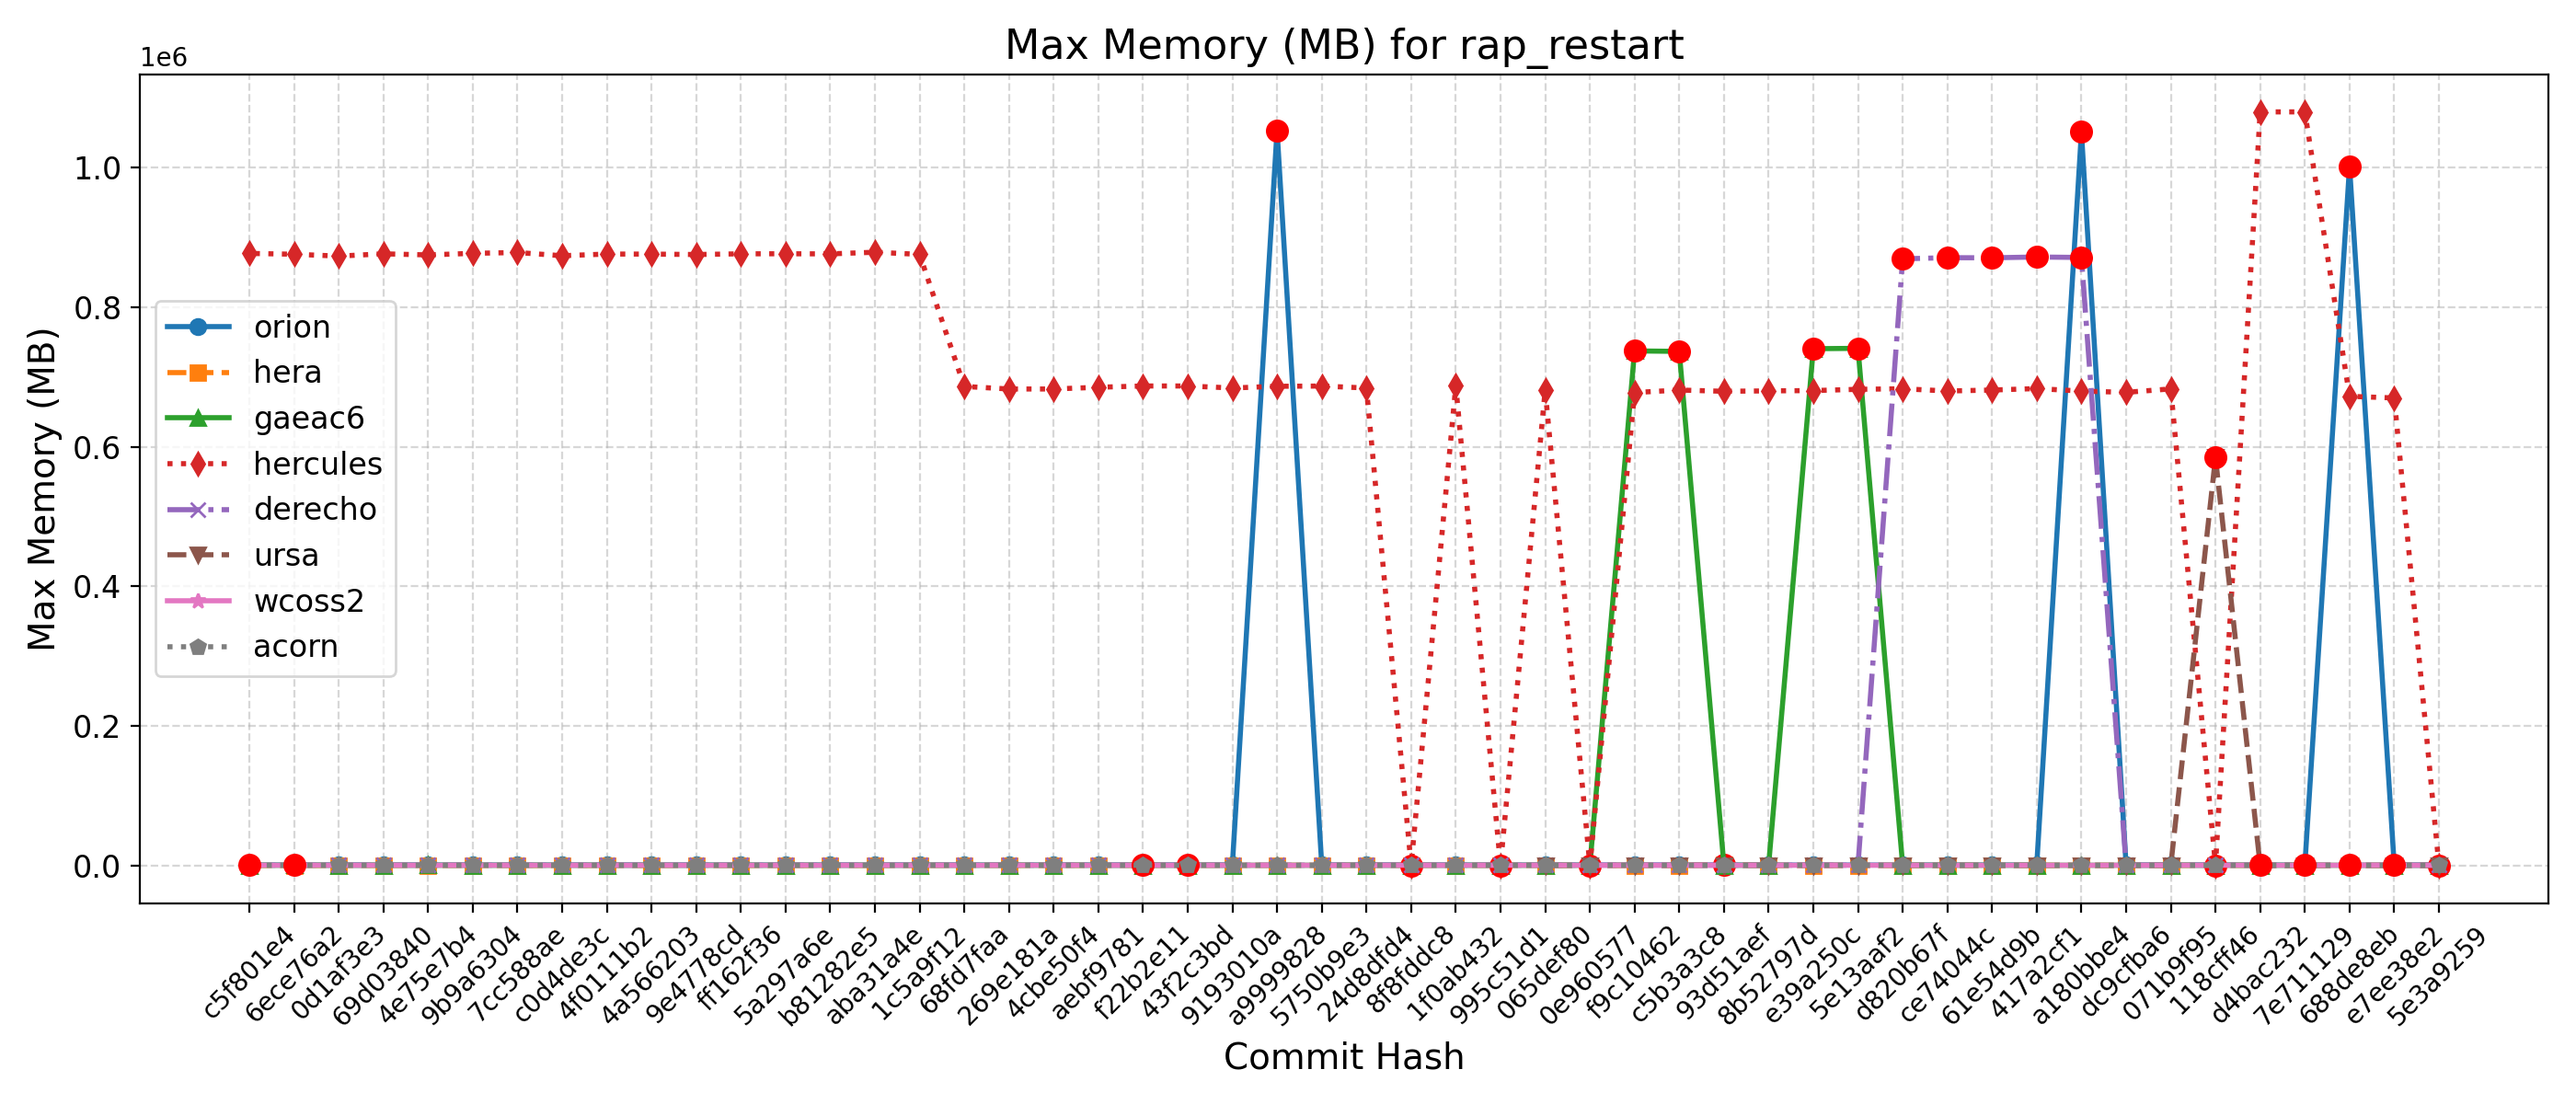 Max Memory (MB) for rap_restart
1e6
1.0
0.8
0.6
0.4
0.2
0.0
Max Memory (MB)
orion
hera
gaeac6
hercules
derecho
ursa
wcoss2
acorn
c5f801e4
6ece76a2
0d1af3e3
69d03840
4e75e7b4
9b9a6304
7cc588ae
c0d4de3c
4f0111b2
4a566203
9e4778cd
ff162f36
5a297a6e
b81282e5
aba31a4e
1c5a9f12
68fd7faa
269e181a
4cbe50f4
aebf9781
f22b2e11
43f2c3bd
9193010a
a9999828
5750b9e3
24d8dfd4
8f8fddc8
1f0ab432
995c51d1
065def80
0e960577
f9c10462
c5b3a3c8
93d51aef
8b52797d
e39a250c
5e13aaf2
d820b67f
ce74044c
61e54d9b
417a2cf1
a180bbe4
dc9cfba6
071b9f95
118cff46
d4bac232
7e711129
688de8eb
e7ee38e2
5e3a9259
Commit Hash